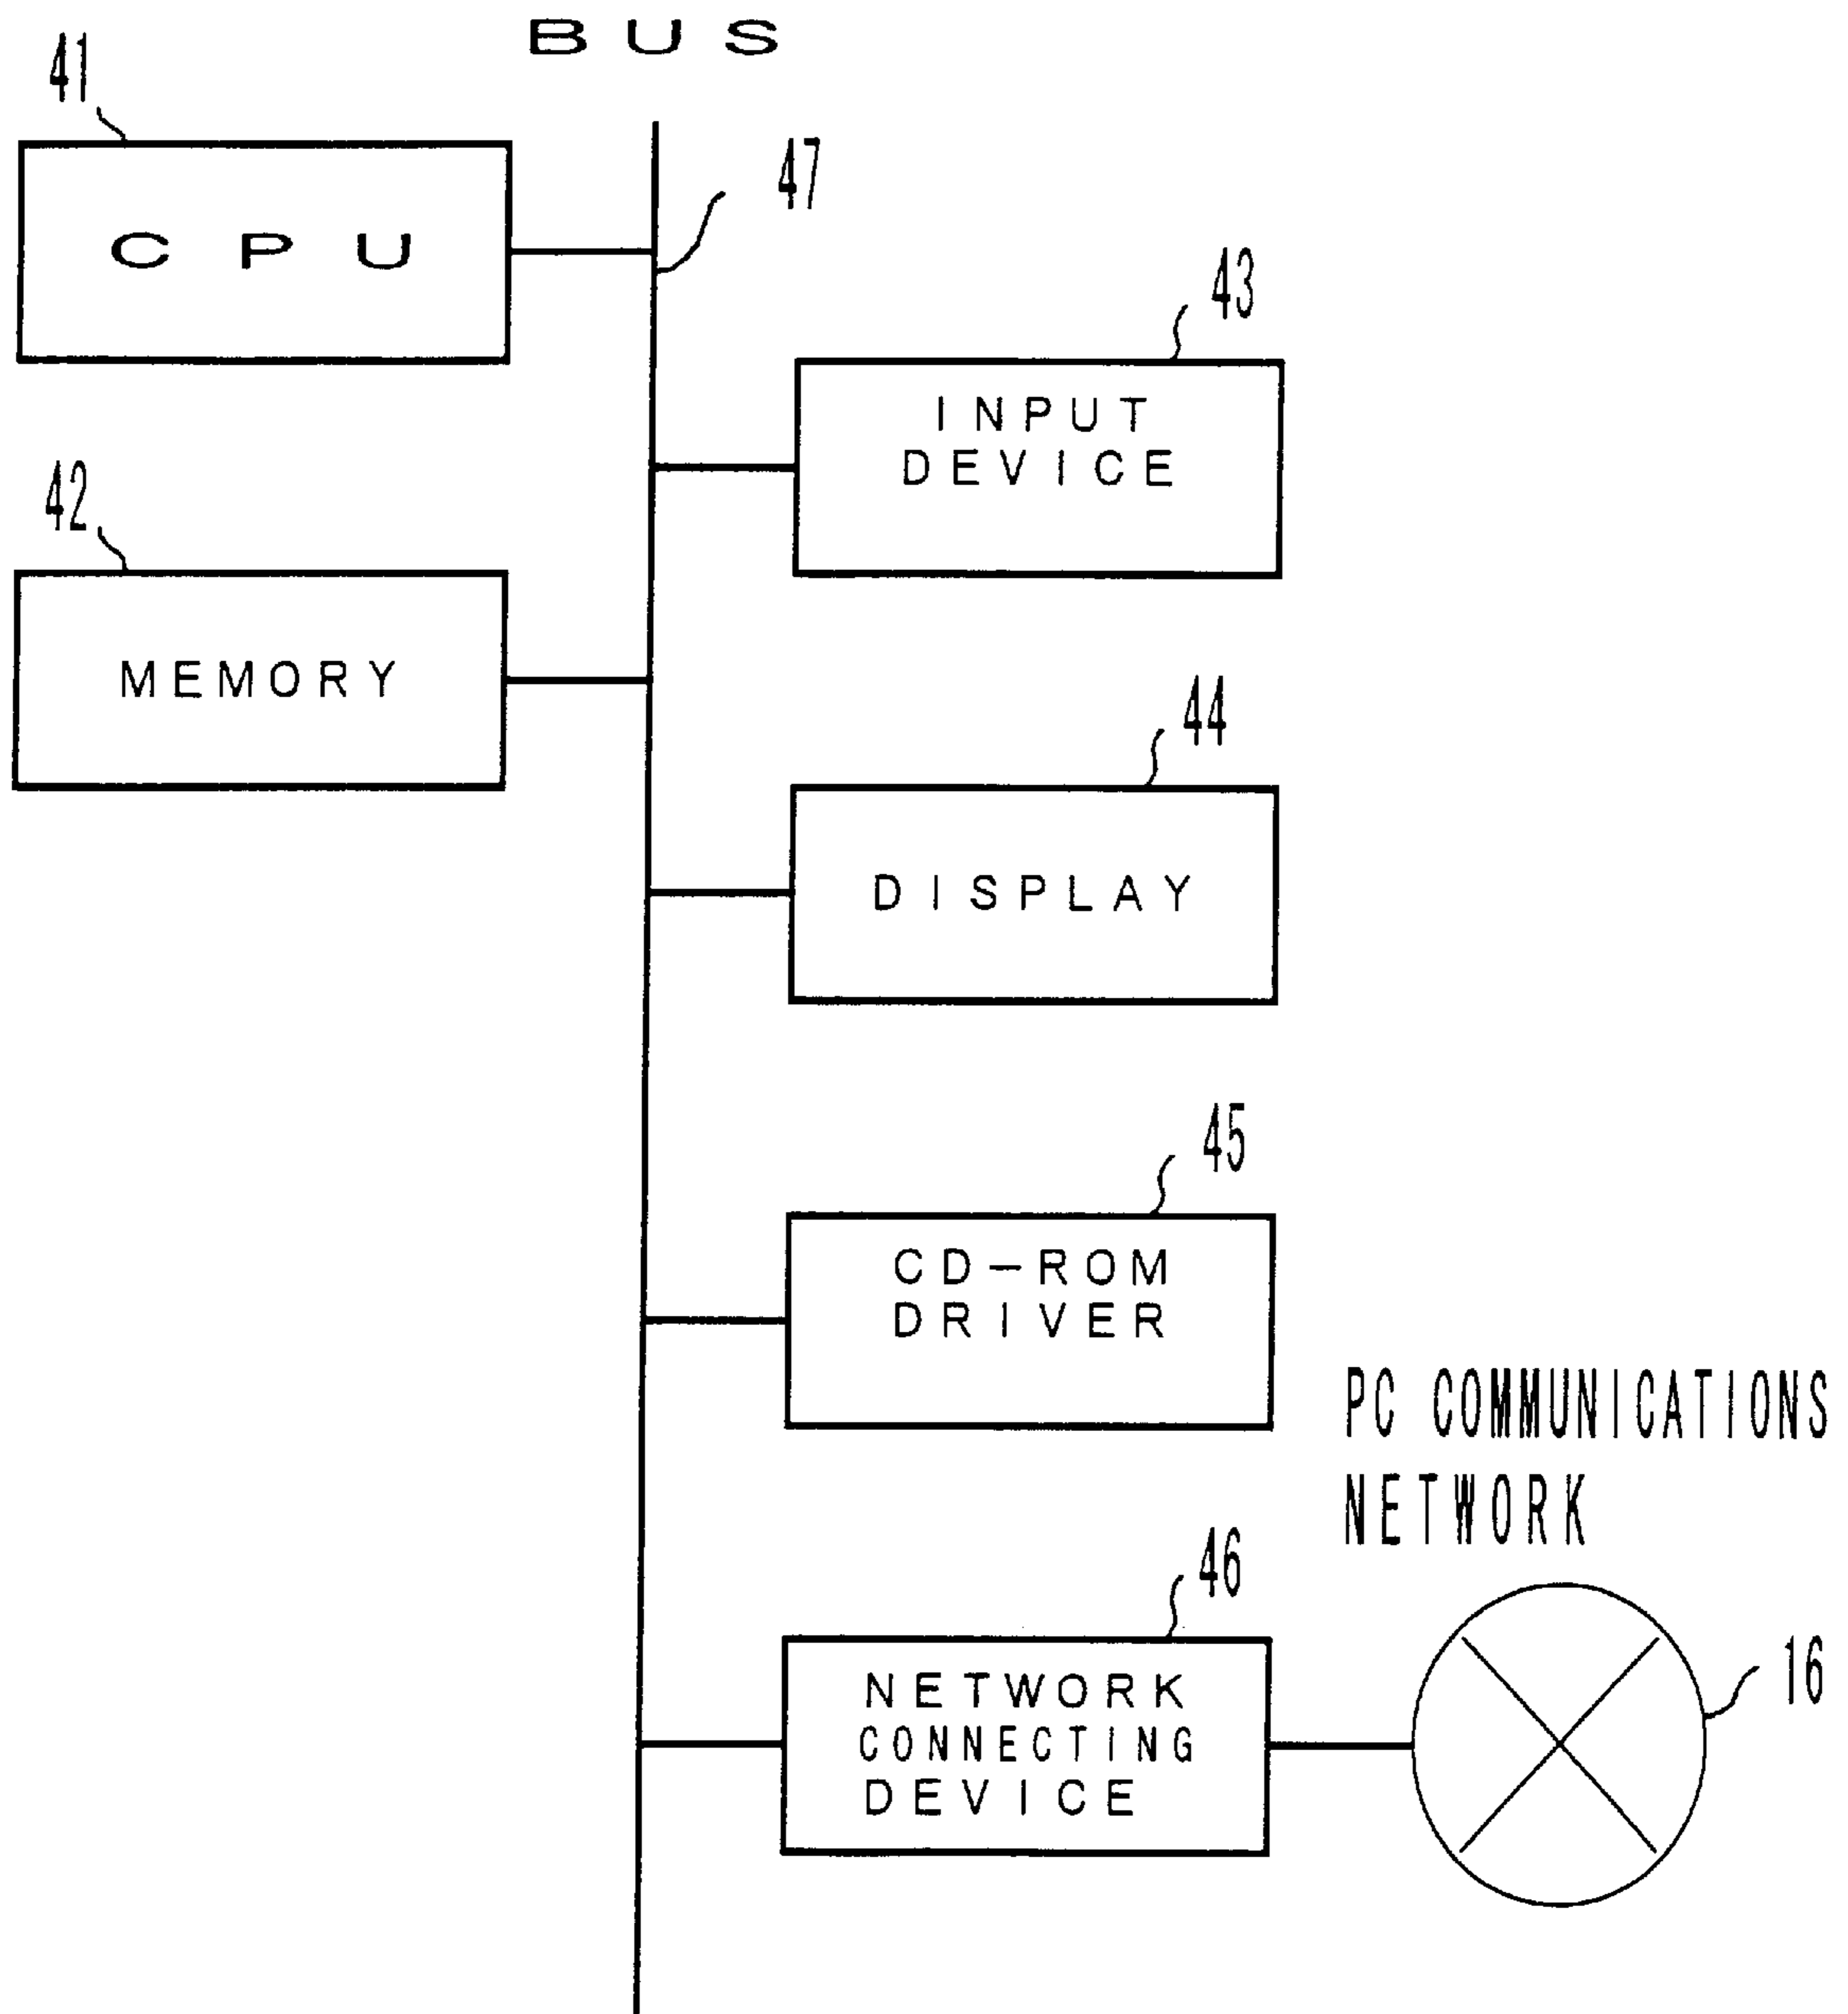 BUS
41
47
CPU
43
INPUT
DEVICE
42
MEMORY
44
DISPLAY
45
CD-ROM
DRIVER
PC COMMUNICATIONS
NETWORK
46
NETWORK
CONNECTING
DEVICE
16